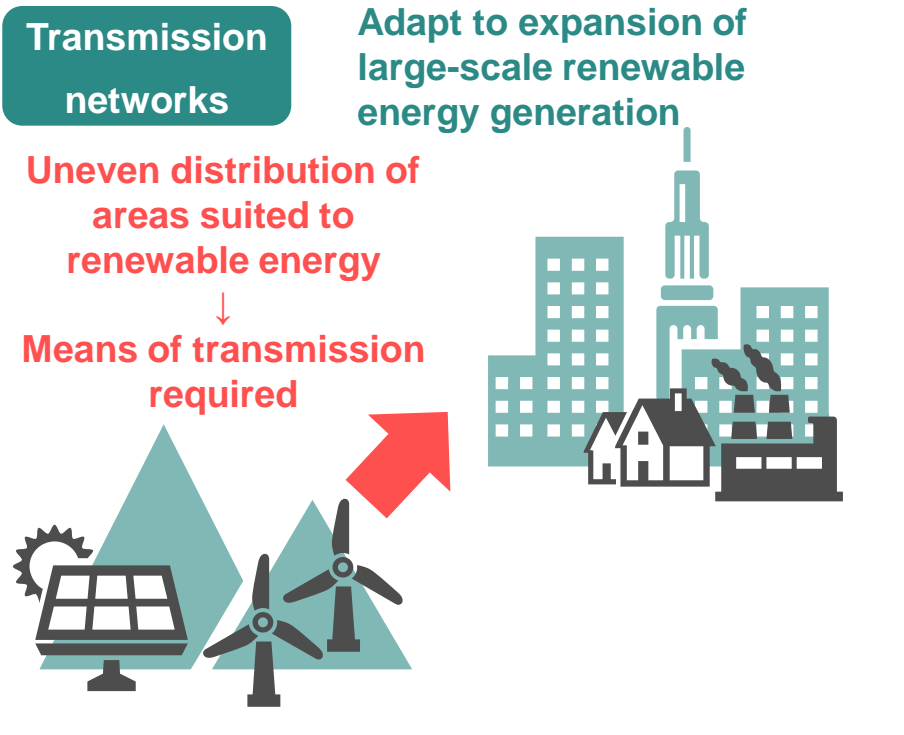 Transmission
networks
Adapt to expansion of
large-scale renewable
energy generation
Uneven distribution of
areas suited to
renewable energy
↓
Means of transmission
required